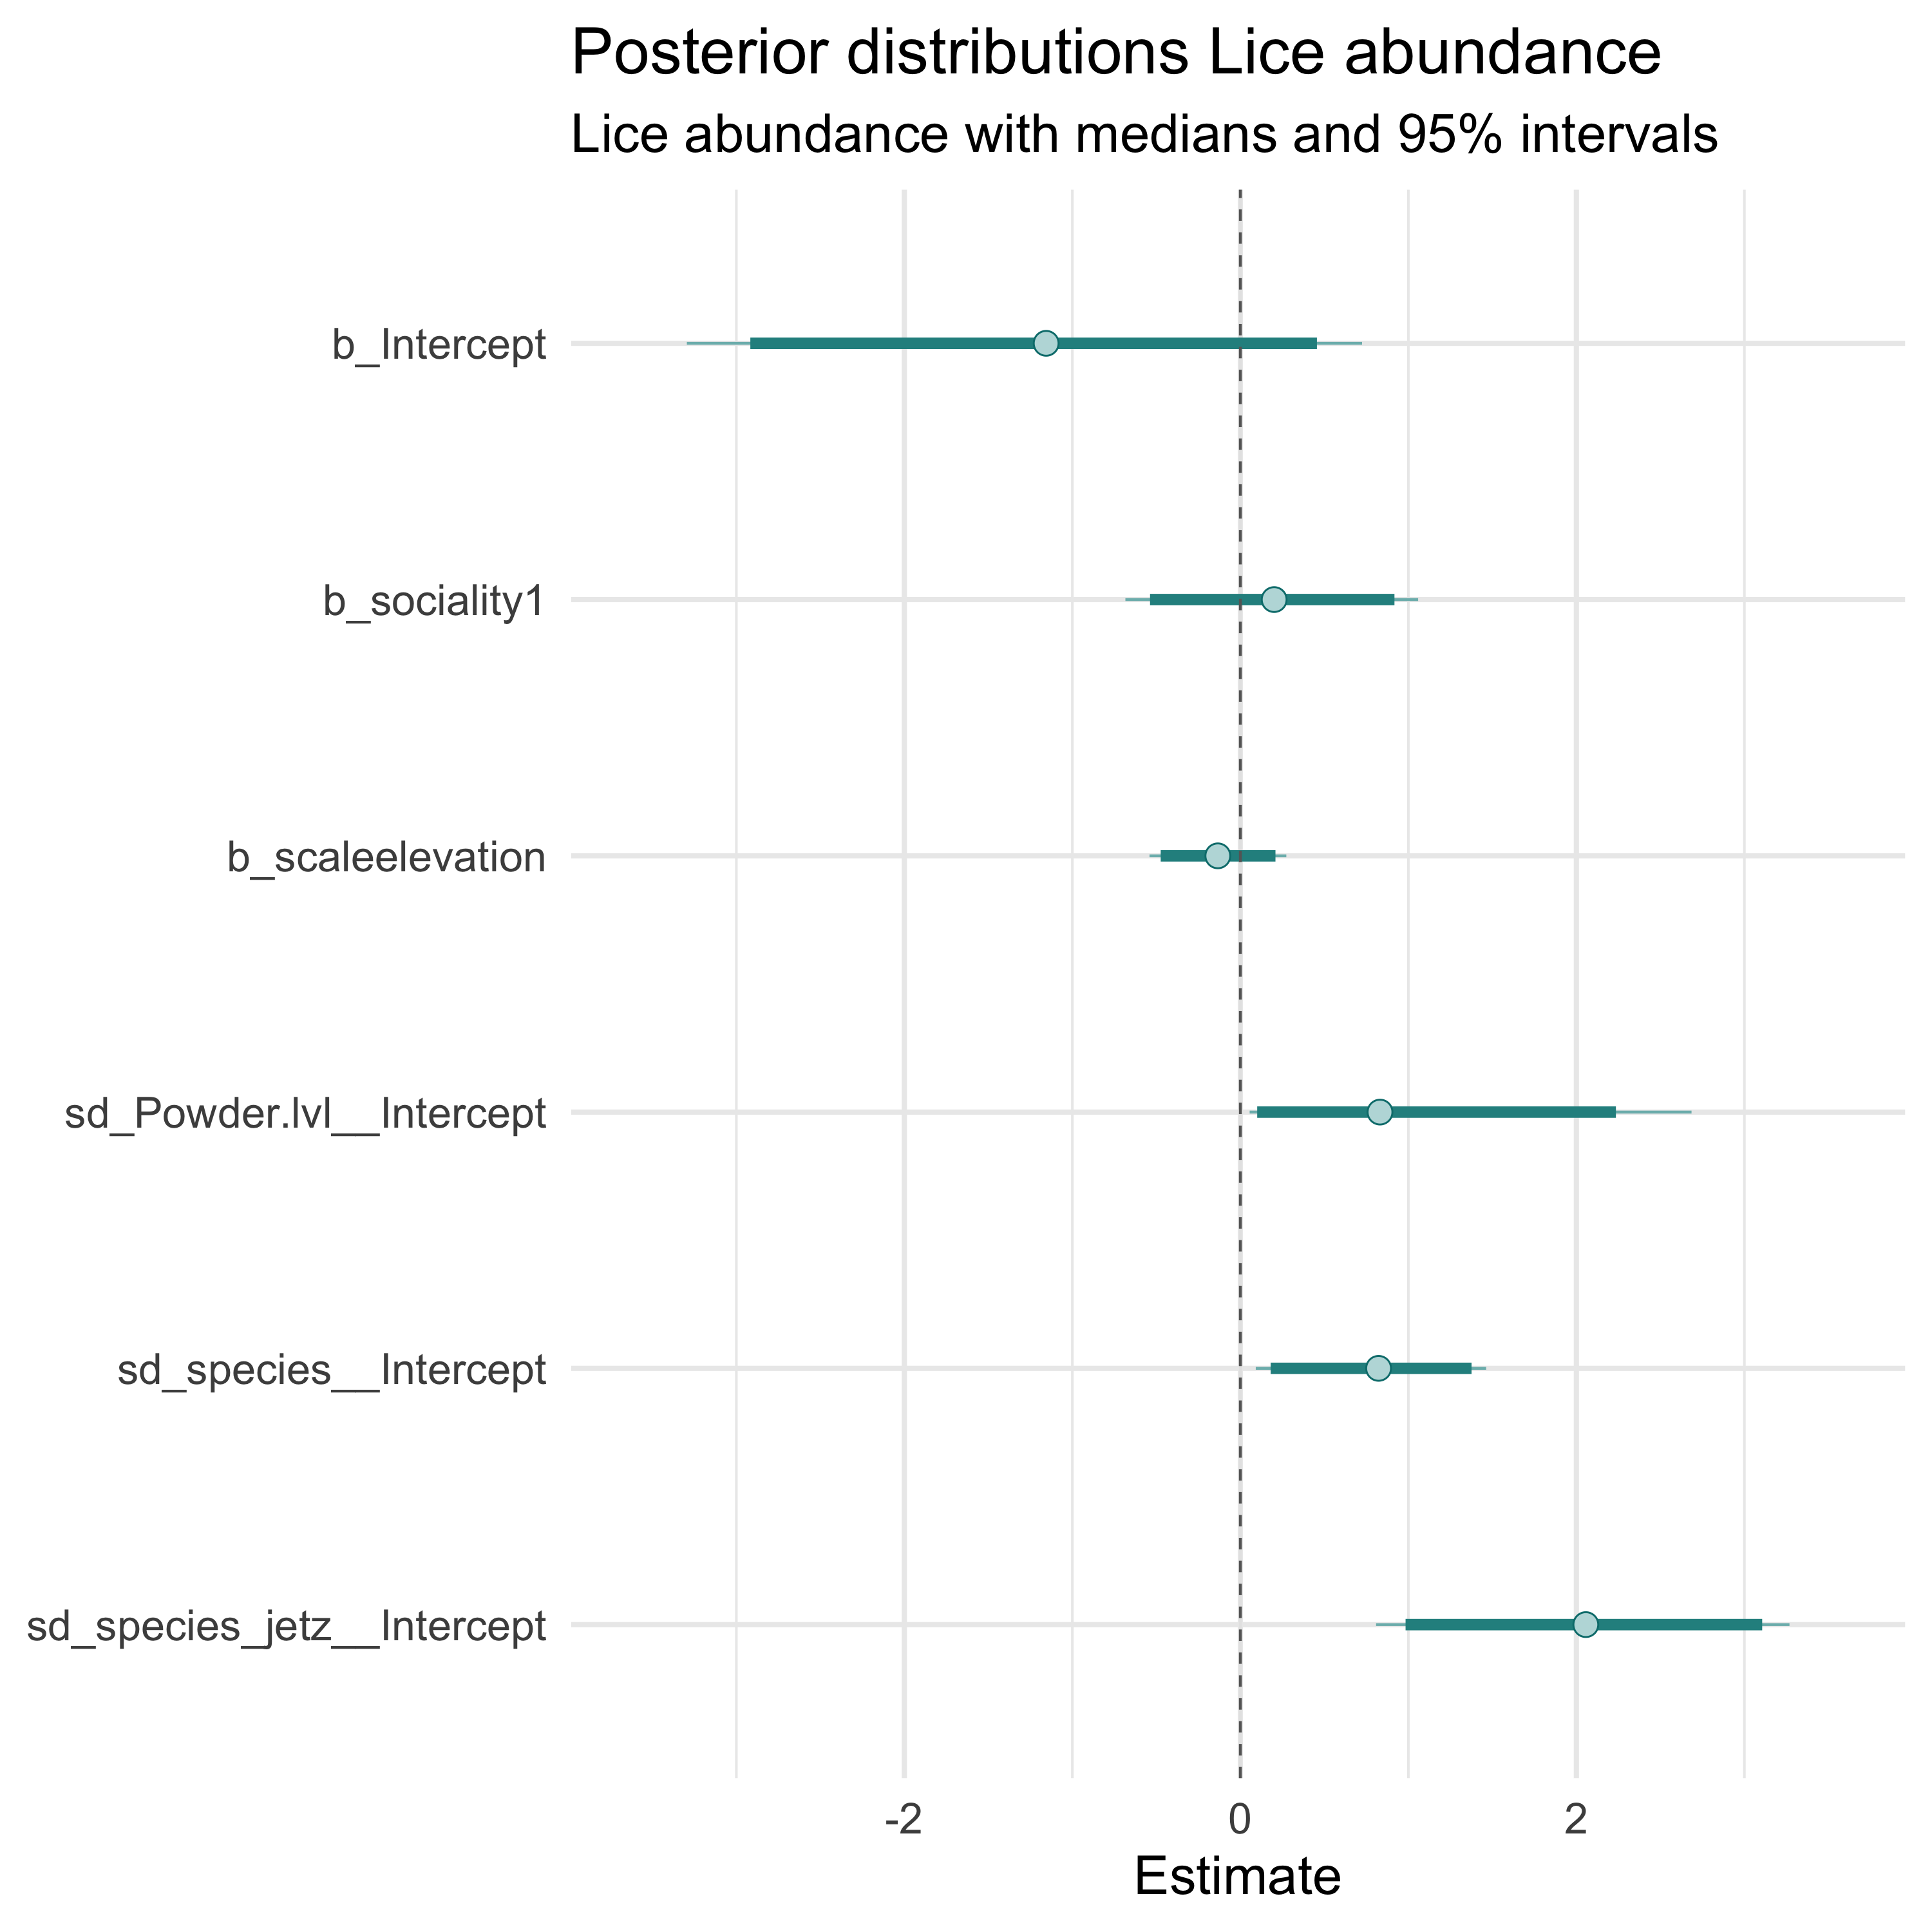 Posterior distributions Lice abundance
Lice abundance with medians and 95% intervals
b_Intercept
b_sociality1
b_scaleelevation
sd_Powder.lvl__Intercept
sd_species__Intercept
sd_species_jetz__Intercept
-2 0 2
Estimate